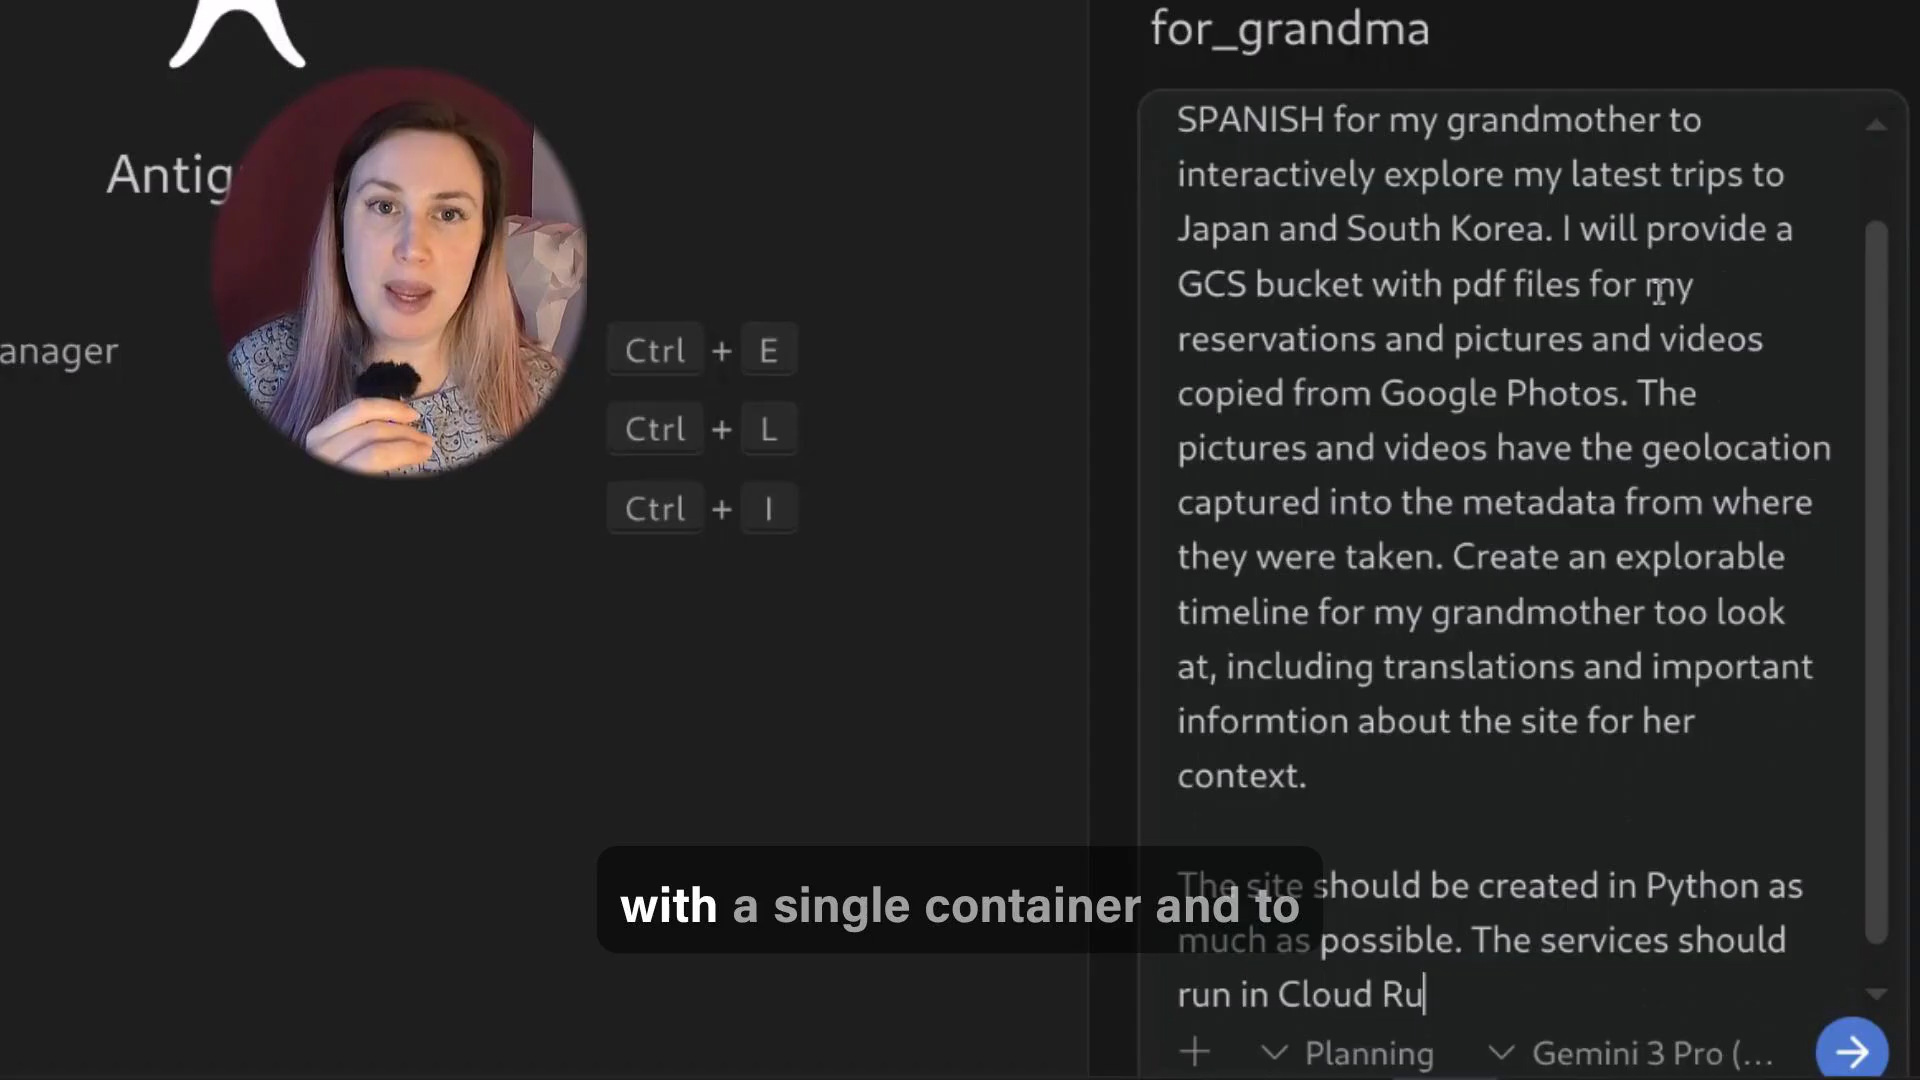 for_grandma
Antig
anager
Ctrl + E
Ctrl + L
Ctrl + I
SPANISH for my grandmother to
interactively explore my latest trips to
Japan and South Korea. I will provide a
GCS bucket with pdf files for my
reservations and pictures and videos
copied from Google Photos. The
pictures and videos have the geolocation
captured into the metadata from where
they were taken. Create an explorable
timeline for my grandmother too look
at, including translations and important
informtion about the site for her
context.
The site should be created in Python as
much as possible. The services should
run in Cloud Ru
with a single container and to
+ Planning Gemini 3 Pro (...